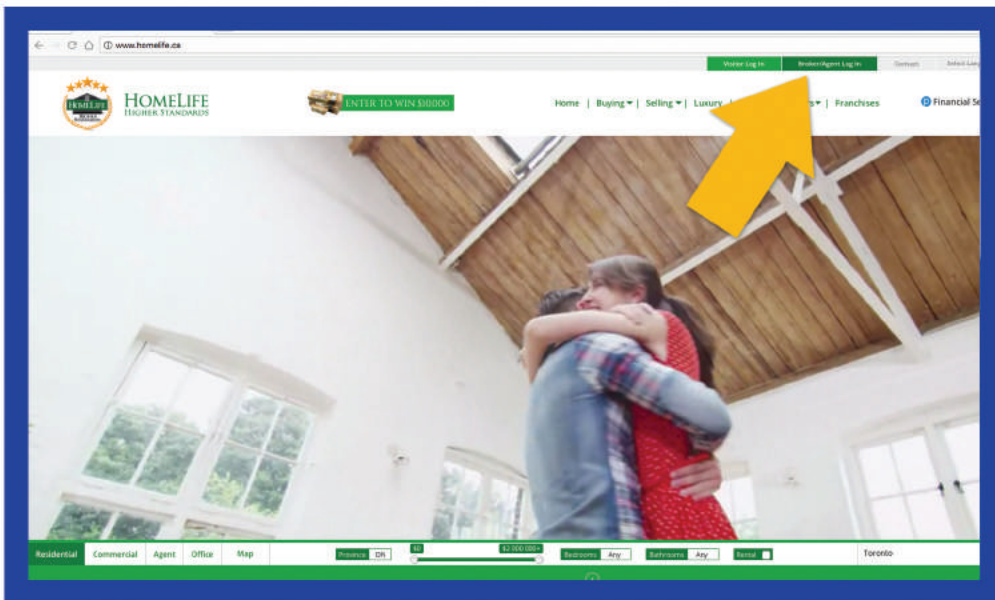 www.homelife.ca
Visitor Log In Broker/Agent Log In Contact
HOMELIFE
HIGHER STANDARDS
HOMELIFE
HIGHER STANDARDS
ENTER TO WIN $10000
Home | Buying | Selling | Luxury | Franchises
Financial Se
Residential Commercial Agent Office Map
Province ON $0 $2 000 000+ Bedrooms Any Bathrooms Any Rental Toronto